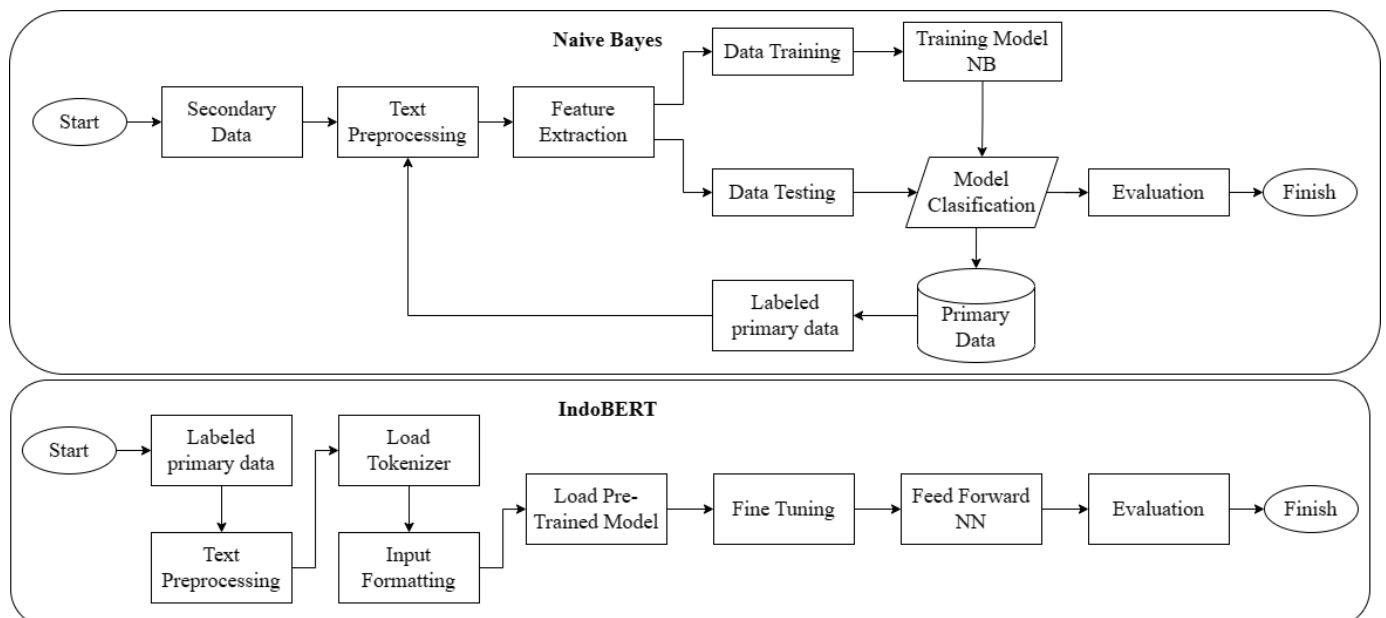 Naive Bayes
Start
Secondary
Data
Text
Preprocessing
Feature
Extraction
Data Training
Training Model
NB
Data Testing
Model
Clasification
Evaluation
Finish
Primary
Data
Labeled
primary data
IndoBERT
Start
Labeled
primary data
Text
Preprocessing
Load
Tokenizer
Input
Formatting
Load Pre-
Trained Model
Fine Tuning
Feed Forward
NN
Evaluation
Finish